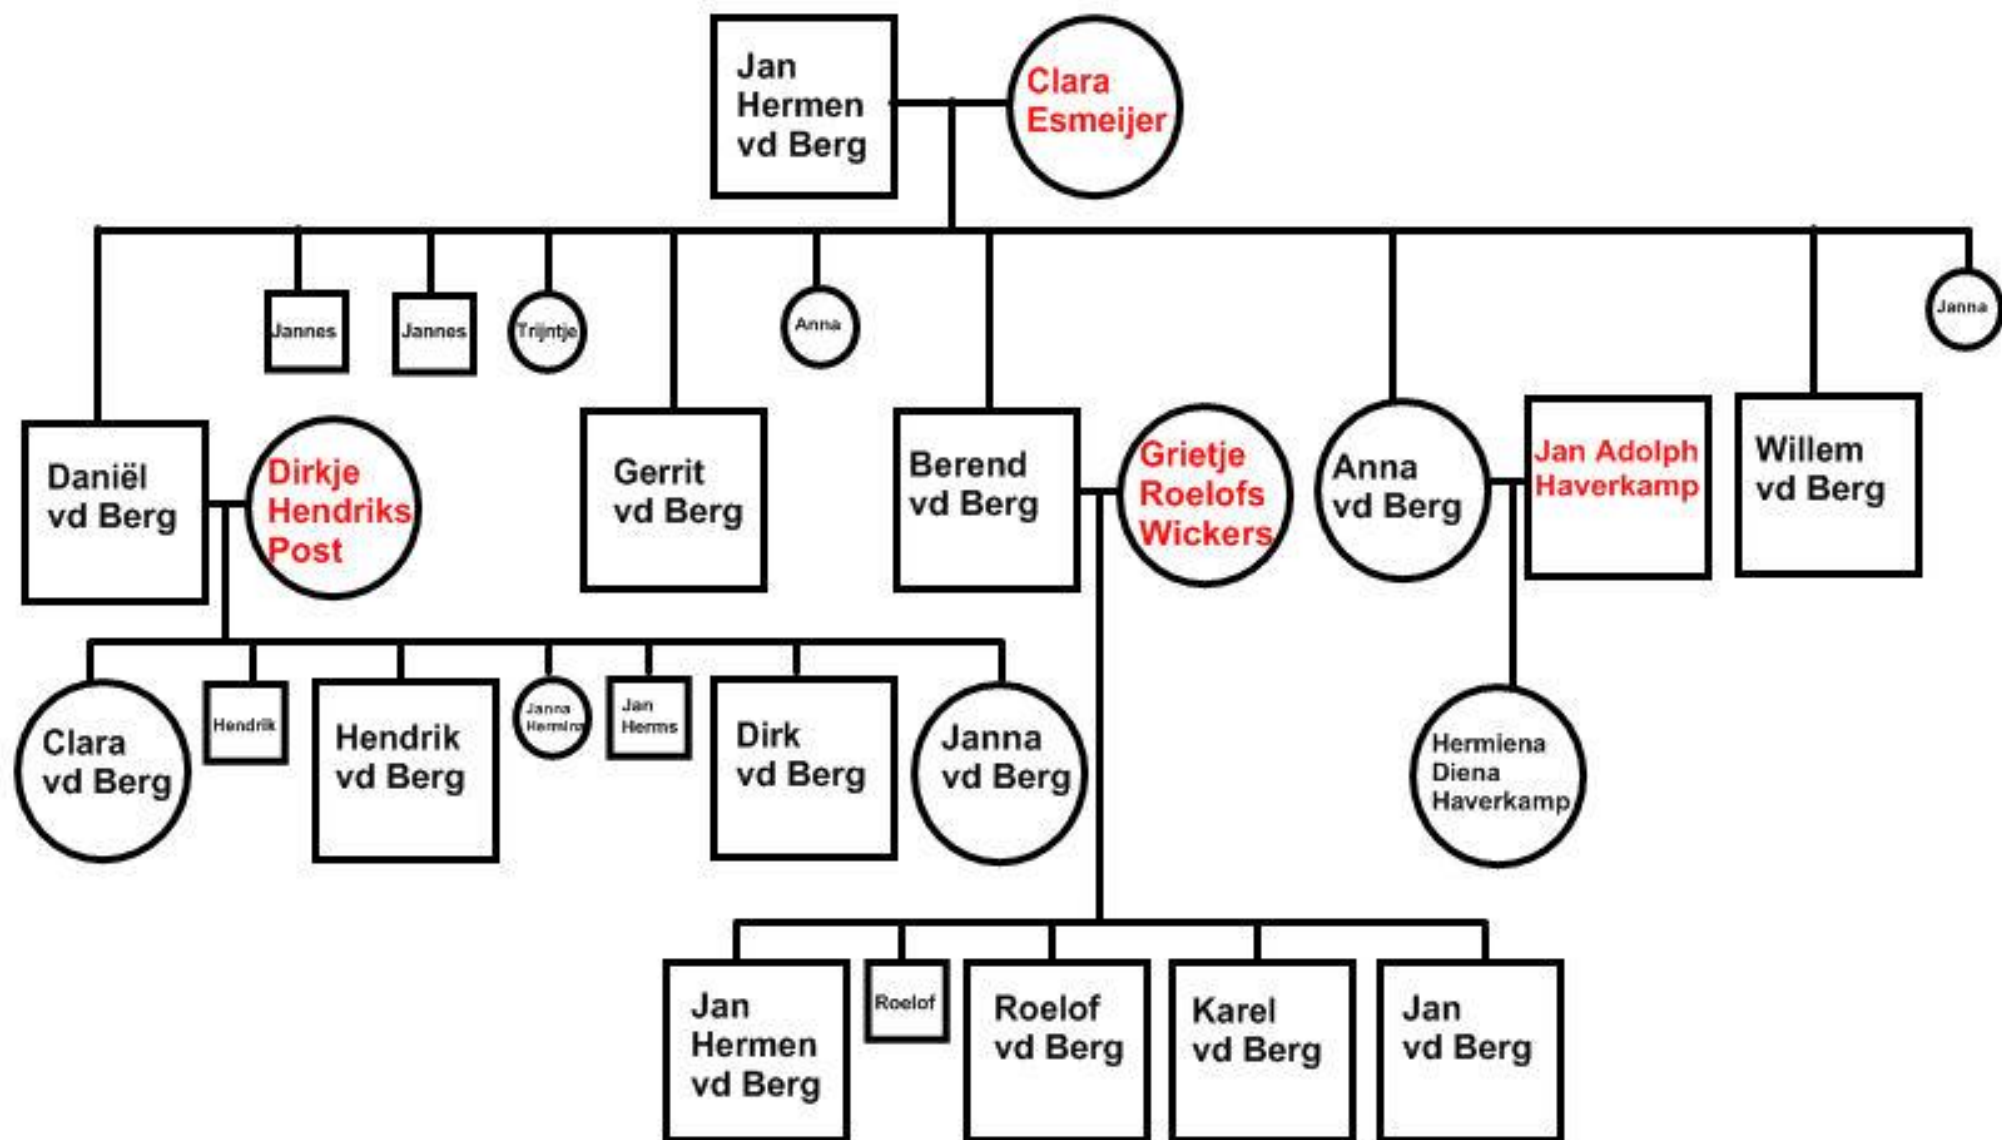 Jan
Hermen
vd Berg
Clara
Esmeijer
Jannes
Jannes
Trijntje
Anna
Janna
Daniël
vd Berg
Dirkje
Hendriks
Post
Gerrit
vd Berg
Berend
vd Berg
Grietje
Roelofs
Wickers
Anna
vd Berg
Jan Adolph
Haverkamp
Willem
vd Berg
Clara
vd Berg
Hendrik
Hendrik
vd Berg
Janna
Hermina
Jan
Herms
Dirk
vd Berg
Janna
vd Berg
Hermiena
Diena
Haverkamp
Jan
Hermen
vd Berg
Roelof
Roelof
vd Berg
Karel
vd Berg
Jan
vd Berg